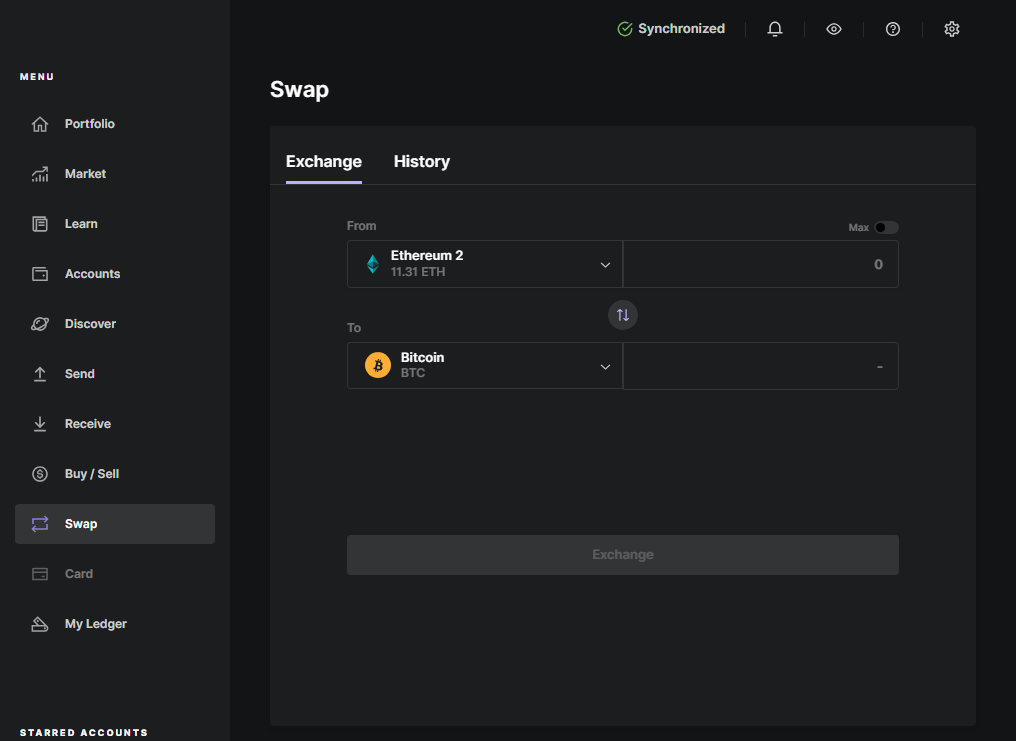 Synchronized
MENU
Portfolio
Market
Learn
Accounts
Discover
Send
Receive
Buy / Sell
Swap
Card
My Ledger
STARRED ACCOUNTS
Swap
Exchange
History
From
Max
Ethereum 2
11.31 ETH
0
To
Bitcoin
BTC
-
Exchange